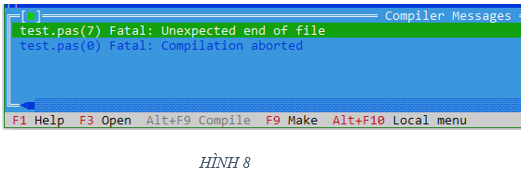 [■] Compiler Messages
test.pas(7) Fatal: Unexpected end of file
test.pas(0) Fatal: Compilation aborted
F1 Help F3 Open Alt+F9 Compile F9 Make Alt+F10 Local menu
HÌNH 8